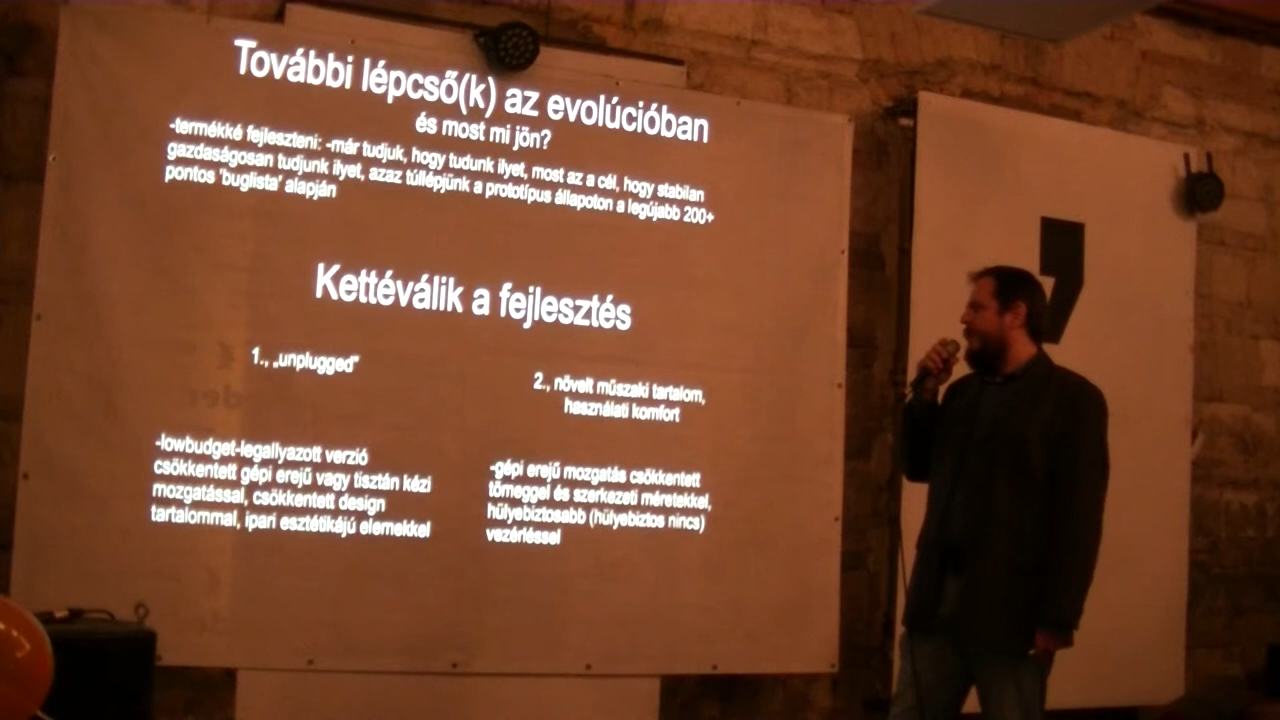 További lépcső(k) az evolúcióban
és most mi jön?
-termékké fejleszteni: -már tudjuk, hogy tudunk ilyet, most az a cél, hogy stabilan
gazdaságosan tudjunk ilyet, azaz túllépjünk a prototípus állapoton a legújabb 200+
pontos 'buglista' alapján
Kettéválik a fejlesztés
1., „unplugged”
2., növelt műszaki tartalom,
használati komfort
-lowbudget-legallyazott verzió
csökkentett gépi erejű vagy tisztán kézi
mozgatással, csökkentett design
tartalommal, ipari esztétikájú elemekkel
-gépi erejű mozgatás csökkentett
tömeggel és szerkezeti méretekkel,
hülyebiztosabb (hülyebiztos nincs)
vezérléssel